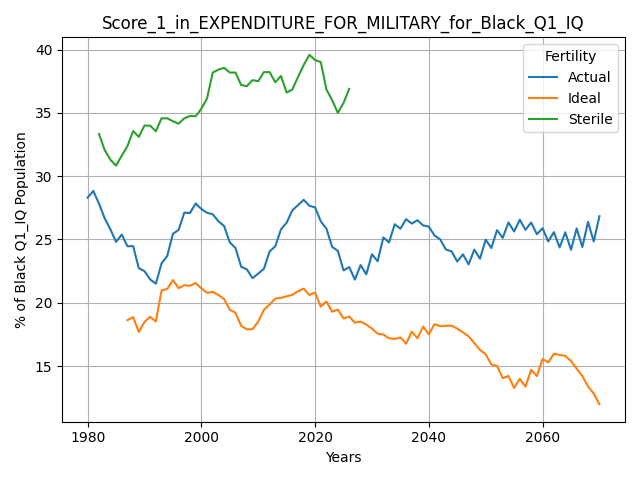 Score_1_in_EXPENDITURE_FOR_MILITARY_for_Black_Q1_IQ
Fertility
Actual
Ideal
Sterile
% of Black Q1_IQ Population
40
35
30
25
20
15
1980
2000
2020
2040
2060
Years